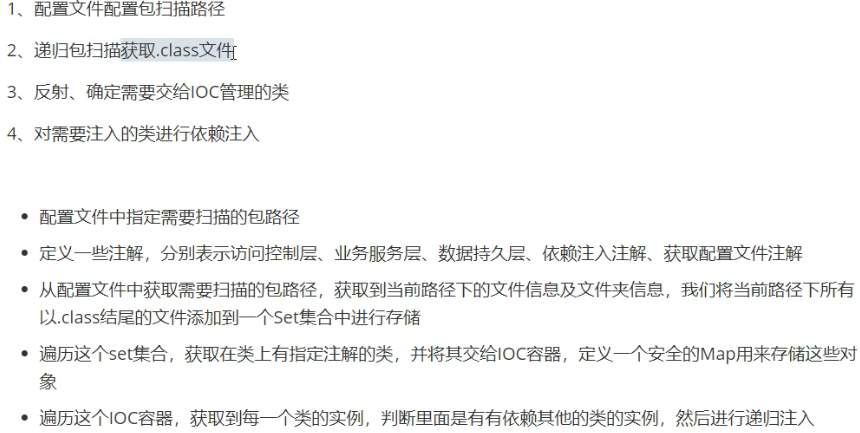 1、配置文件配置包扫描路径
2、递归包扫描获取.class文件
3、反射、确定需要交给IOC管理的类
4、对需要注入的类进行依赖注入
• 配置文件中指定需要扫描的包路径
• 定义一些注解，分别表示访问控制层、业务服务层、数据持久层、依赖注入注解、获取配置文件注解
• 从配置文件中获取需要扫描的包路径，获取到当前路径下的文件信息及文件夹信息，我们将当前路径下所有
以.class结尾的文件添加到一个Set集合中进行存储
• 遍历这个set集合，获取在类上有指定注解的类，并将其交给IOC容器，定义一个安全的Map用来存储这些对
象
• 遍历这个IOC容器，获取到每一个类的实例，判断里面是有有依赖其他的类的实例，然后进行递归注入